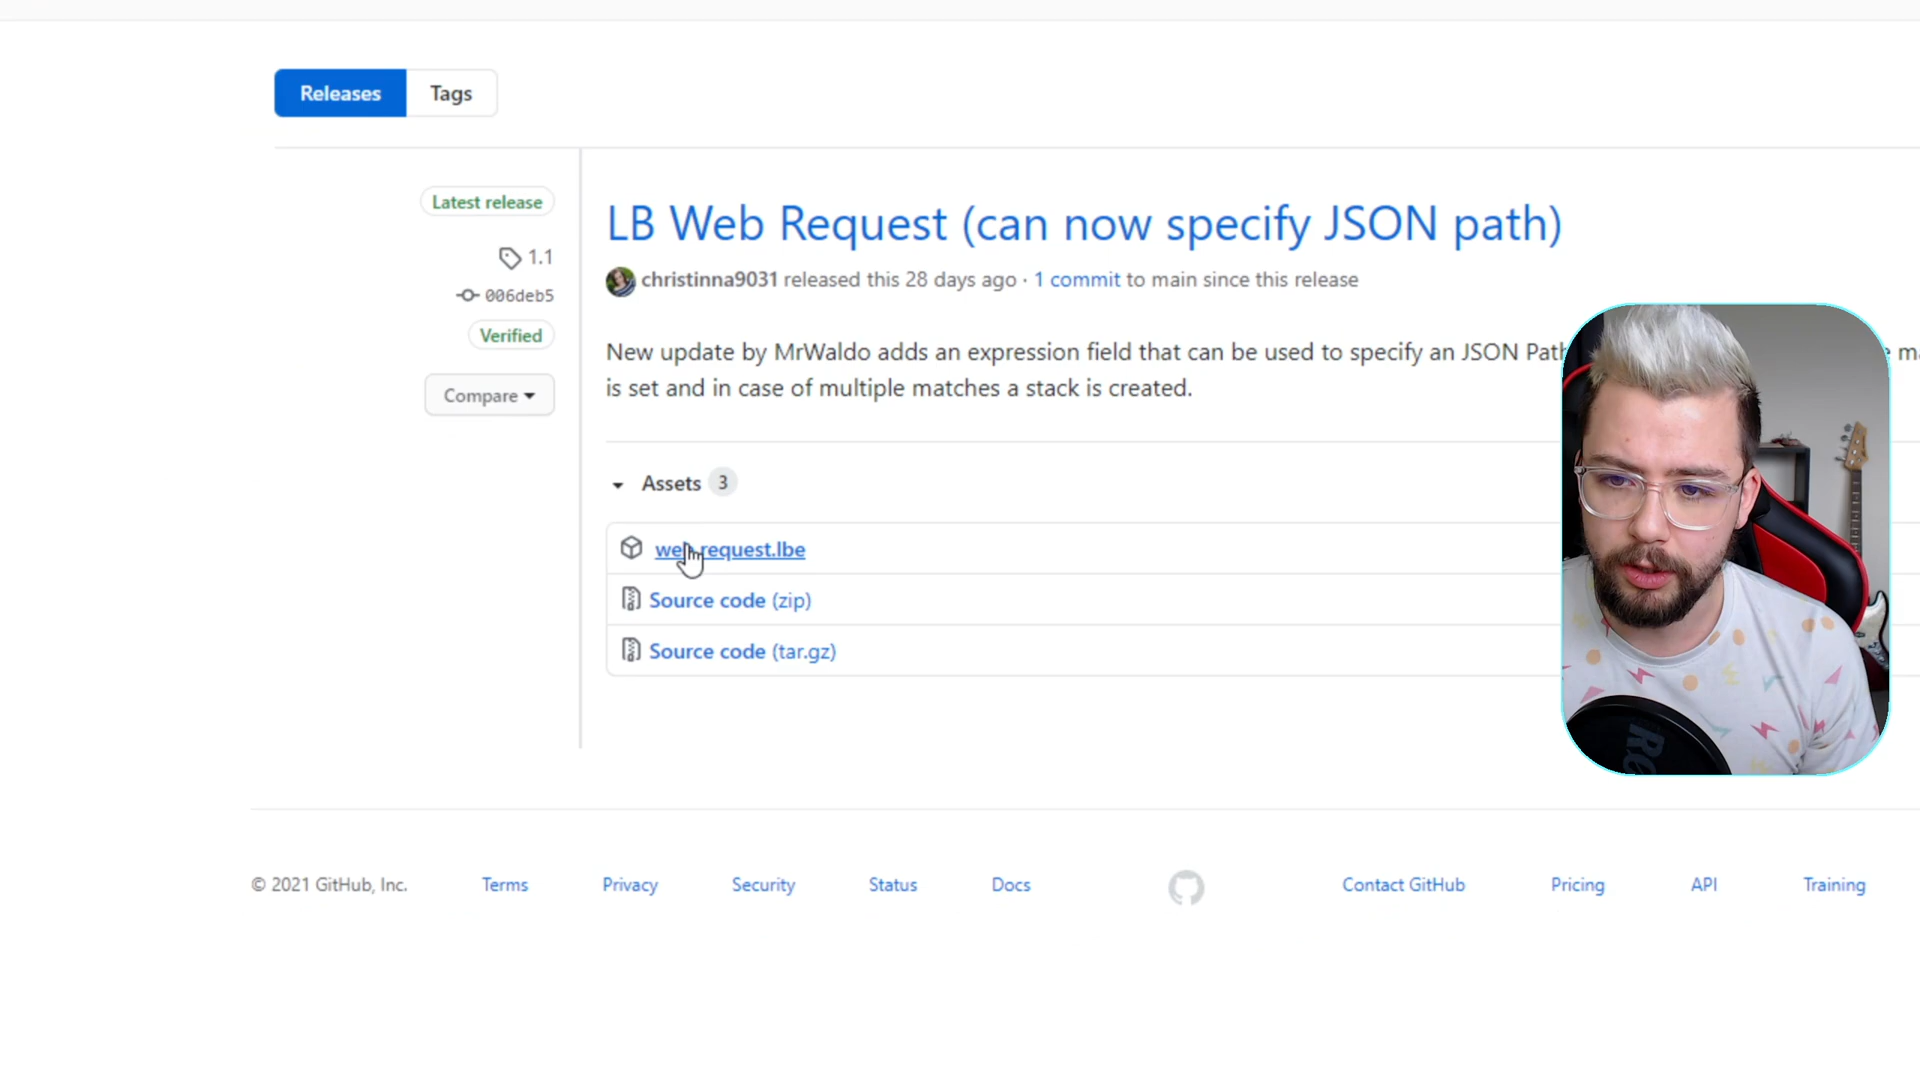 Releases
Tags
Latest release
1.1
006deb5
Verified
Compare
LB Web Request (can now specify JSON path)
christinna9031 released this 28 days ago · 1 commit to main since this release
New update by MrWaldo adds an expression field that can be used to specify an JSON
is set and in case of multiple matches a stack is created.
Assets 3
request.lbe
Source code (zip)
Source code (tar.gz)
© 2021 GitHub, Inc.
Terms
Privacy
Security
Status
Docs
Contact GitHub
Pricing
API
Training